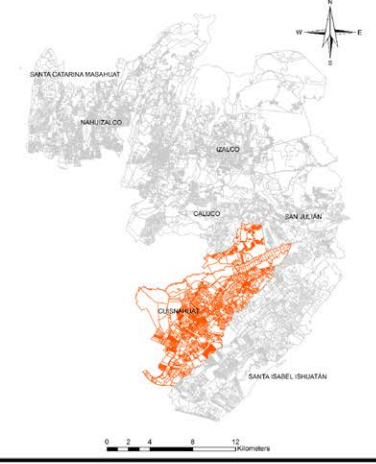 N
W E
S
SANTA CATARINA MASAHUAT
NAHUIZALCO
IZALCO
CALUCO
SAN JULIÁN
CUISNAHUAT
SANTA ISABEL ISHUATÁN
0 2 4 8 12
Kilometers